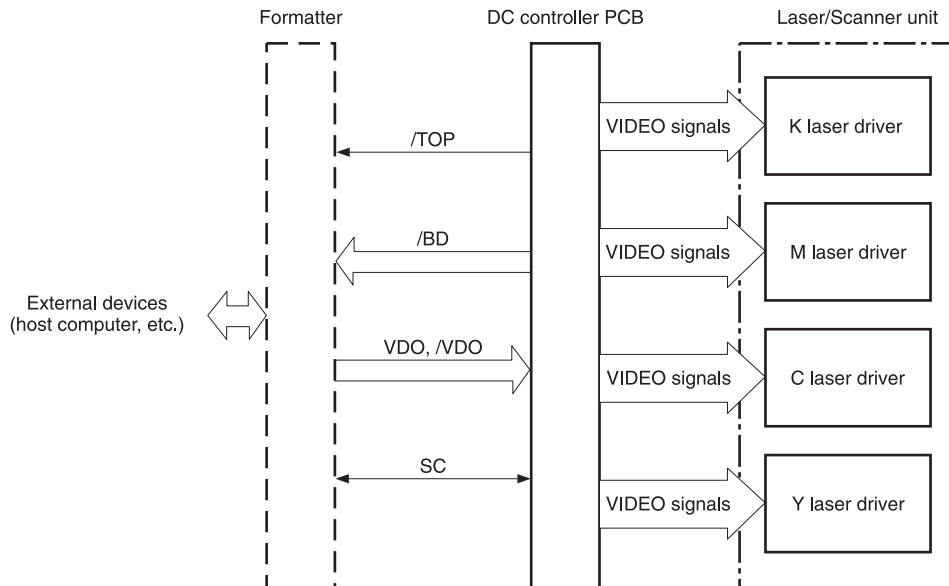 Formatter
DC controller PCB
Laser/Scanner unit
VIDEO signals
K laser driver
/TOP
/BD
VIDEO signals
M laser driver
External devices
(host computer, etc.)
VDO, /VDO
VIDEO signals
C laser driver
SC
VIDEO signals
Y laser driver